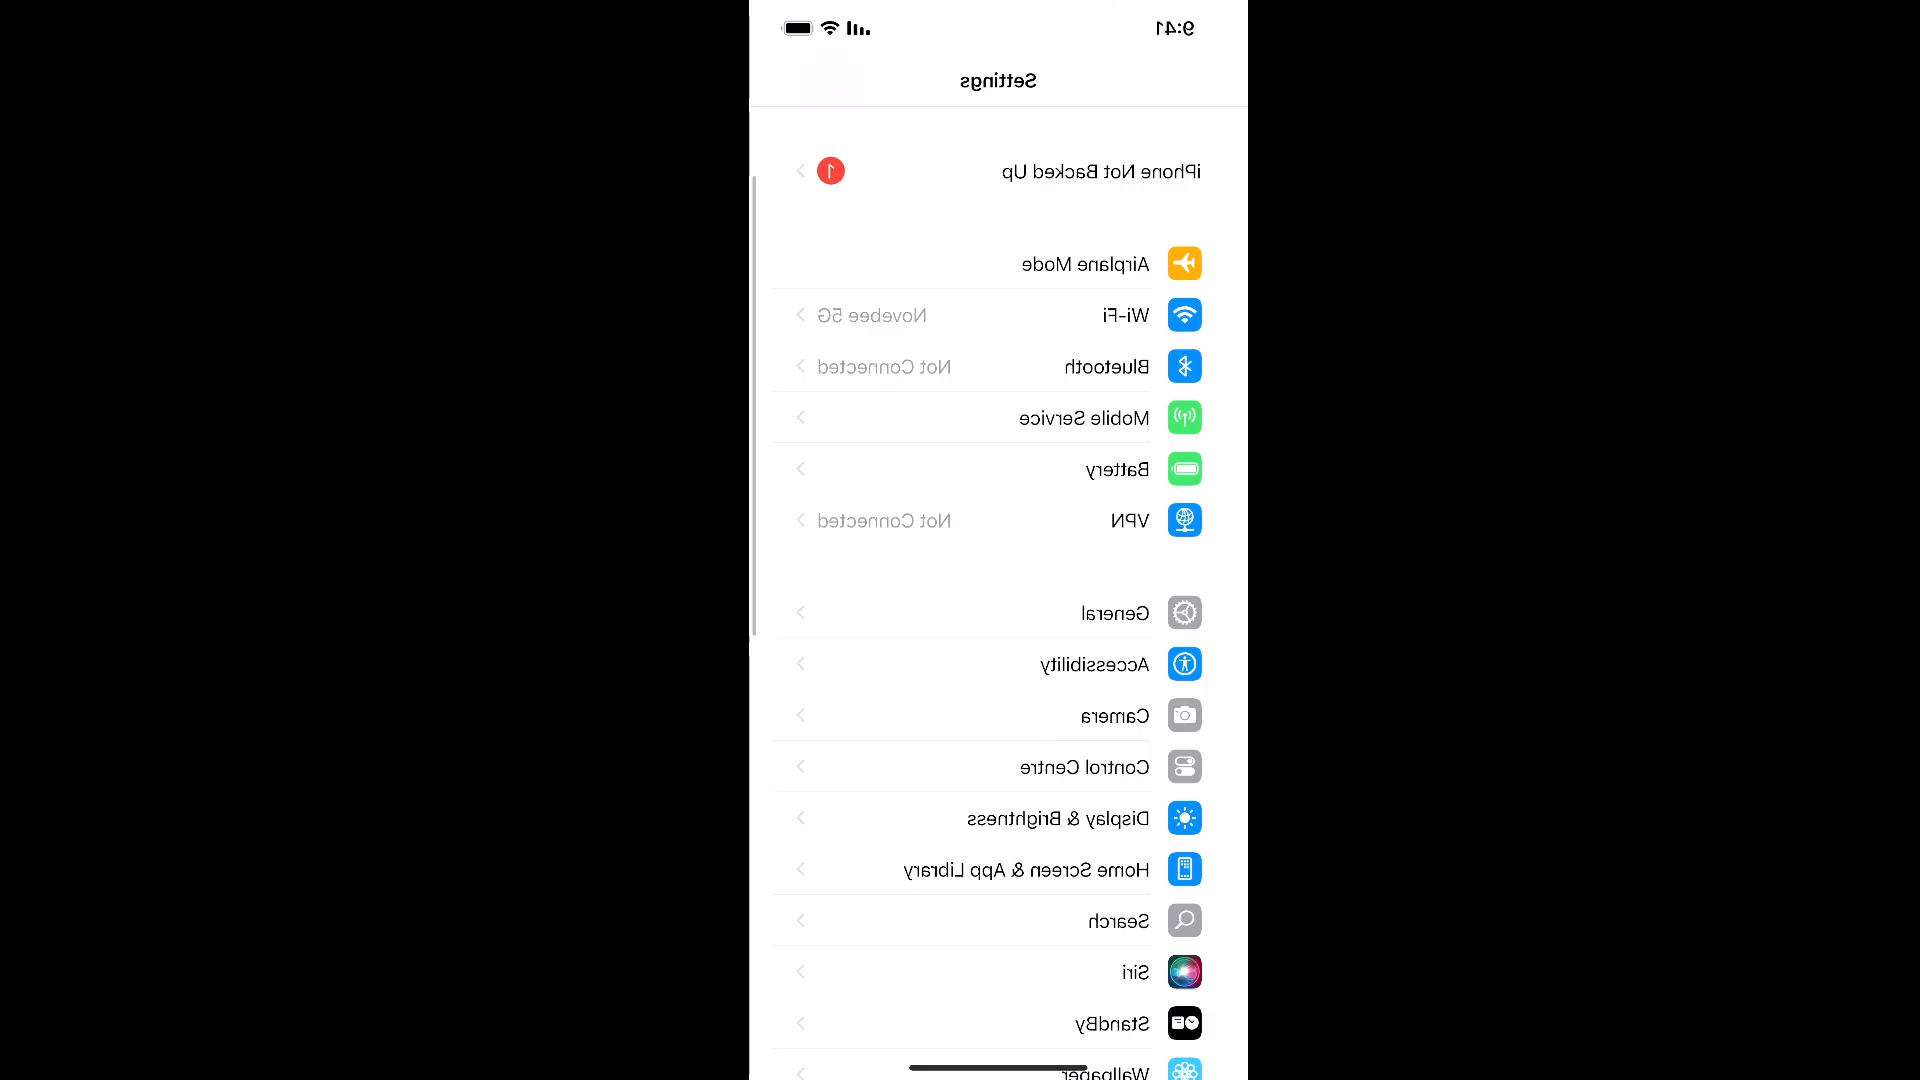 9:41
Settings
iPhone Not Backed Up 1
Airplane Mode
Wi-Fi Novebee 5G
Bluetooth Not Connected
Mobile Service
Battery
VPN Not Connected
General
Accessibility
Camera
Control Centre
Display & Brightness
Home Screen & App Library
Search
Siri
StandBy
Wallpaper